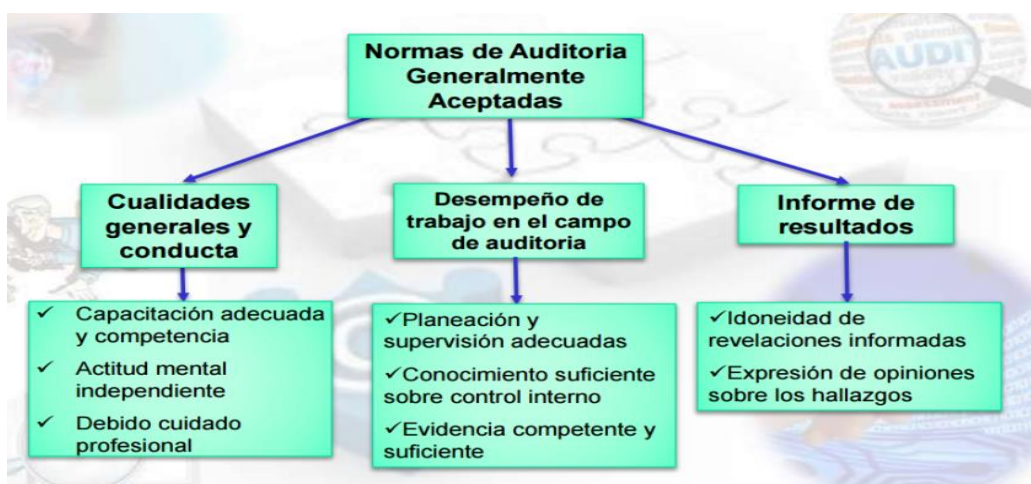 Normas de Auditoria
Generalmente
Aceptadas
AUDIT
Cualidades
generales y
conducta
Desempeño de
trabajo en el campo
de auditoria
Informe de
resultados
✓ Capacitación adecuada
y competencia
✓ Actitud mental
independiente
✓ Debido cuidado
profesional
✓Planeación y
supervisión adecuadas
✓Conocimiento suficiente
sobre control interno
✓Evidencia competente y
suficiente
✓Idoneidad de
revelaciones informadas
✓Expresión de opiniones
sobre los hallazgos